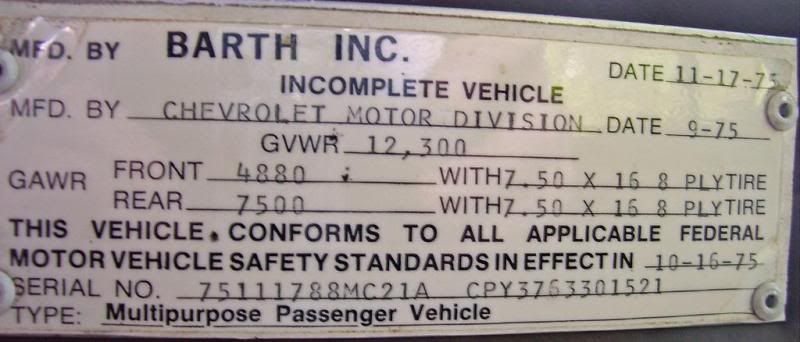 MFD. BY BARTH INC. DATE 11-17-75
INCOMPLETE VEHICLE
MFD. BY CHEVROLET MOTOR DIVISION DATE 9-75
GVWR 12,300
GAWR FRONT 4880 WITH 7.50 X 16 8 PLY TIRE
REAR 7500 WITH 7.50 X 16 8 PLY TIRE
THIS VEHICLE CONFORMS TO ALL APPLICABLE FEDERAL
MOTOR VEHICLE SAFETY STANDARDS IN EFFECT IN 10-16-75
SERIAL NO. 75111788MC21A CPY3763301521
TYPE: Multipurpose Passenger Vehicle